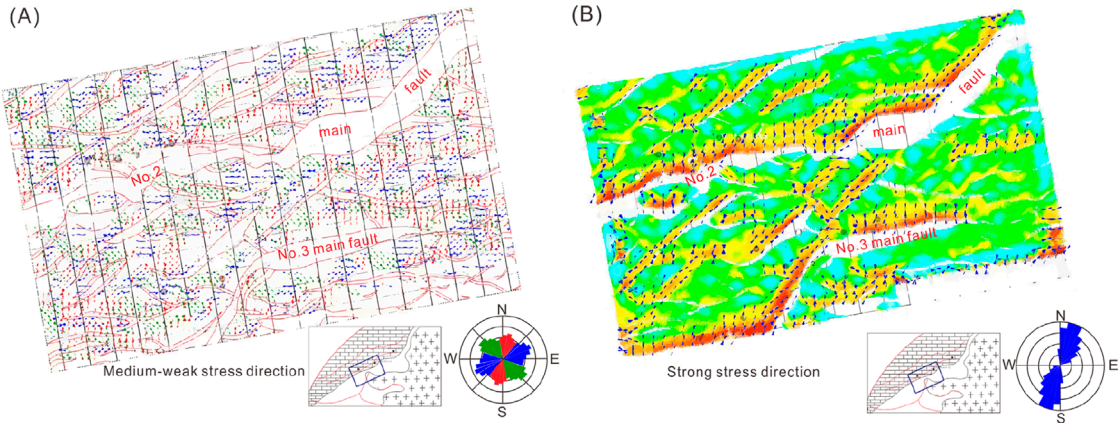 (A)
(B)
fault
main
No.2
No.3 main fault
Medium-weak stress direction
N
W
E
S
fault
main
No.2
No.3 main fault
Strong stress direction
N
W
E
S